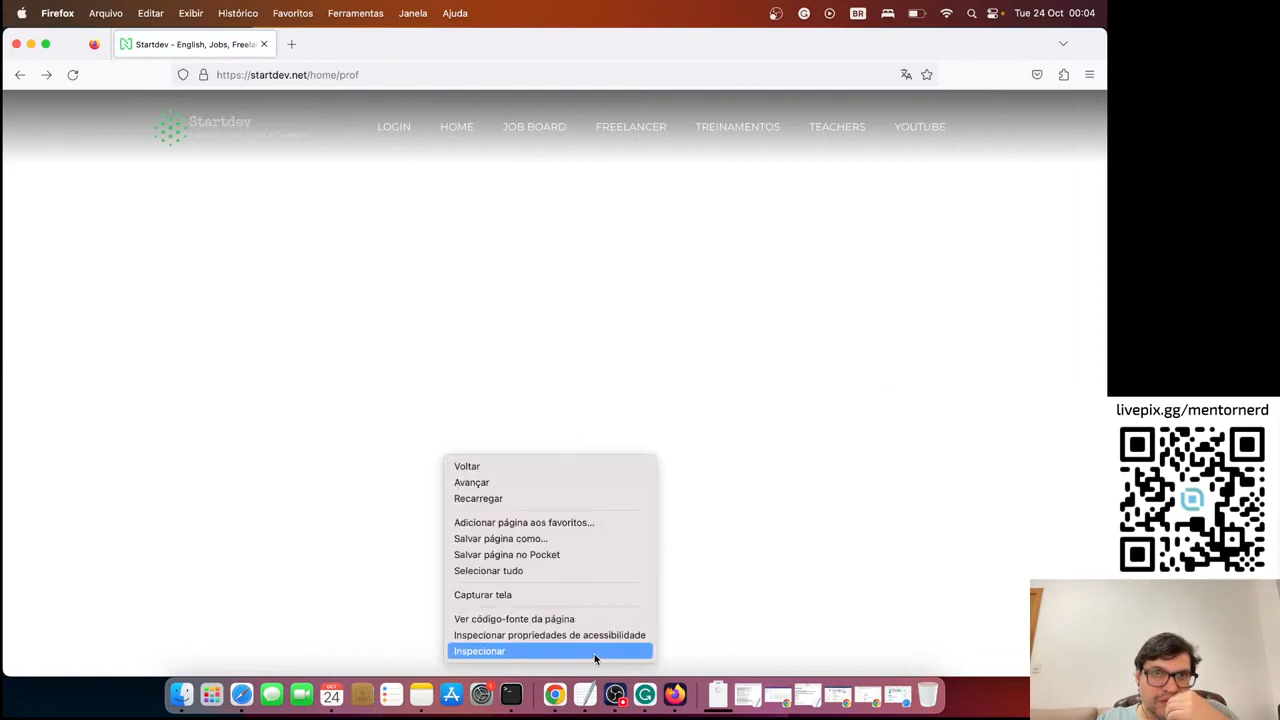 Firefox Arquivo Editar Exibir Histórico Favoritos Ferramentas Janela Ajuda BR Tue 24 Oct 00:04
Startdev - English, Jobs, Freela
https://startdev.net/home/prof
Startdev
LOGIN HOME JOB BOARD FREELANCER TREINAMENTOS TEACHERS YOUTUBE
livepix.gg/mentornerd
Voltar
Avançar
Recarregar
Adicionar página aos favoritos...
Salvar página como...
Salvar página no Pocket
Selecionar tudo
Capturar tela
Ver código-fonte da página
Inspecionar propriedades de acessibilidade
Inspecionar
OCT
24